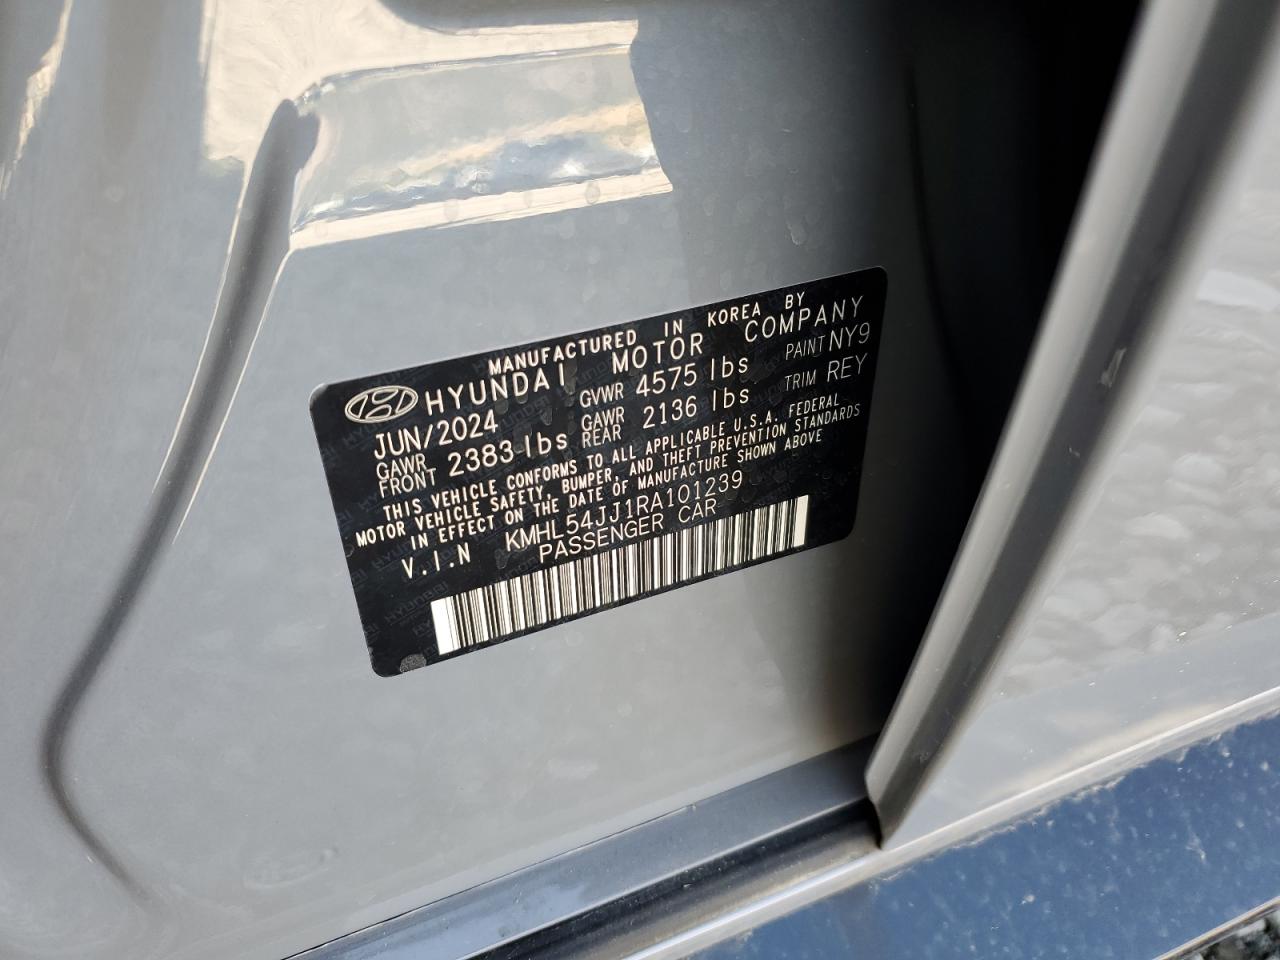 MANUFACTURED IN KOREA BY
HYUNDAI MOTOR COMPANY
JUN/2024 GVWR 4575 lbs PAINT NY9
GAWR FRONT 2383 lbs GAWR REAR 2136 lbs TRIM REY
THIS VEHICLE CONFORMS TO ALL APPLICABLE U.S.A. FEDERAL
MOTOR VEHICLE SAFETY, BUMPER, AND THEFT PREVENTION STANDARDS
IN EFFECT ON THE DATE OF MANUFACTURE SHOWN ABOVE
V.I.N KMHL54JJ1RA101239
PASSENGER CAR